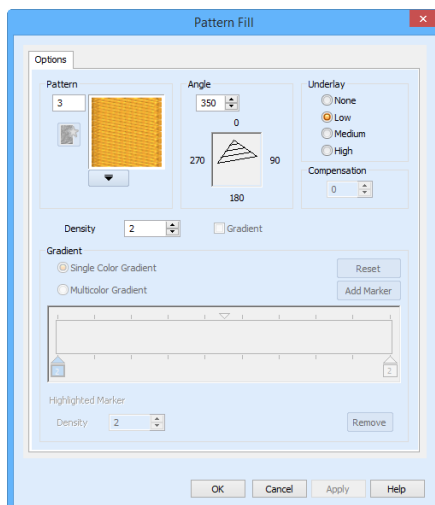 Pattern Fill
Options
Pattern
3
Angle
350
0
270
90
180
Underlay
None
Low
Medium
High
Compensation
0
Density 2 Gradient
Gradient
Single Color Gradient Reset
Multicolor Gradient Add Marker
2 2
Highlighted Marker
Density 2 Remove
OK Cancel Apply Help